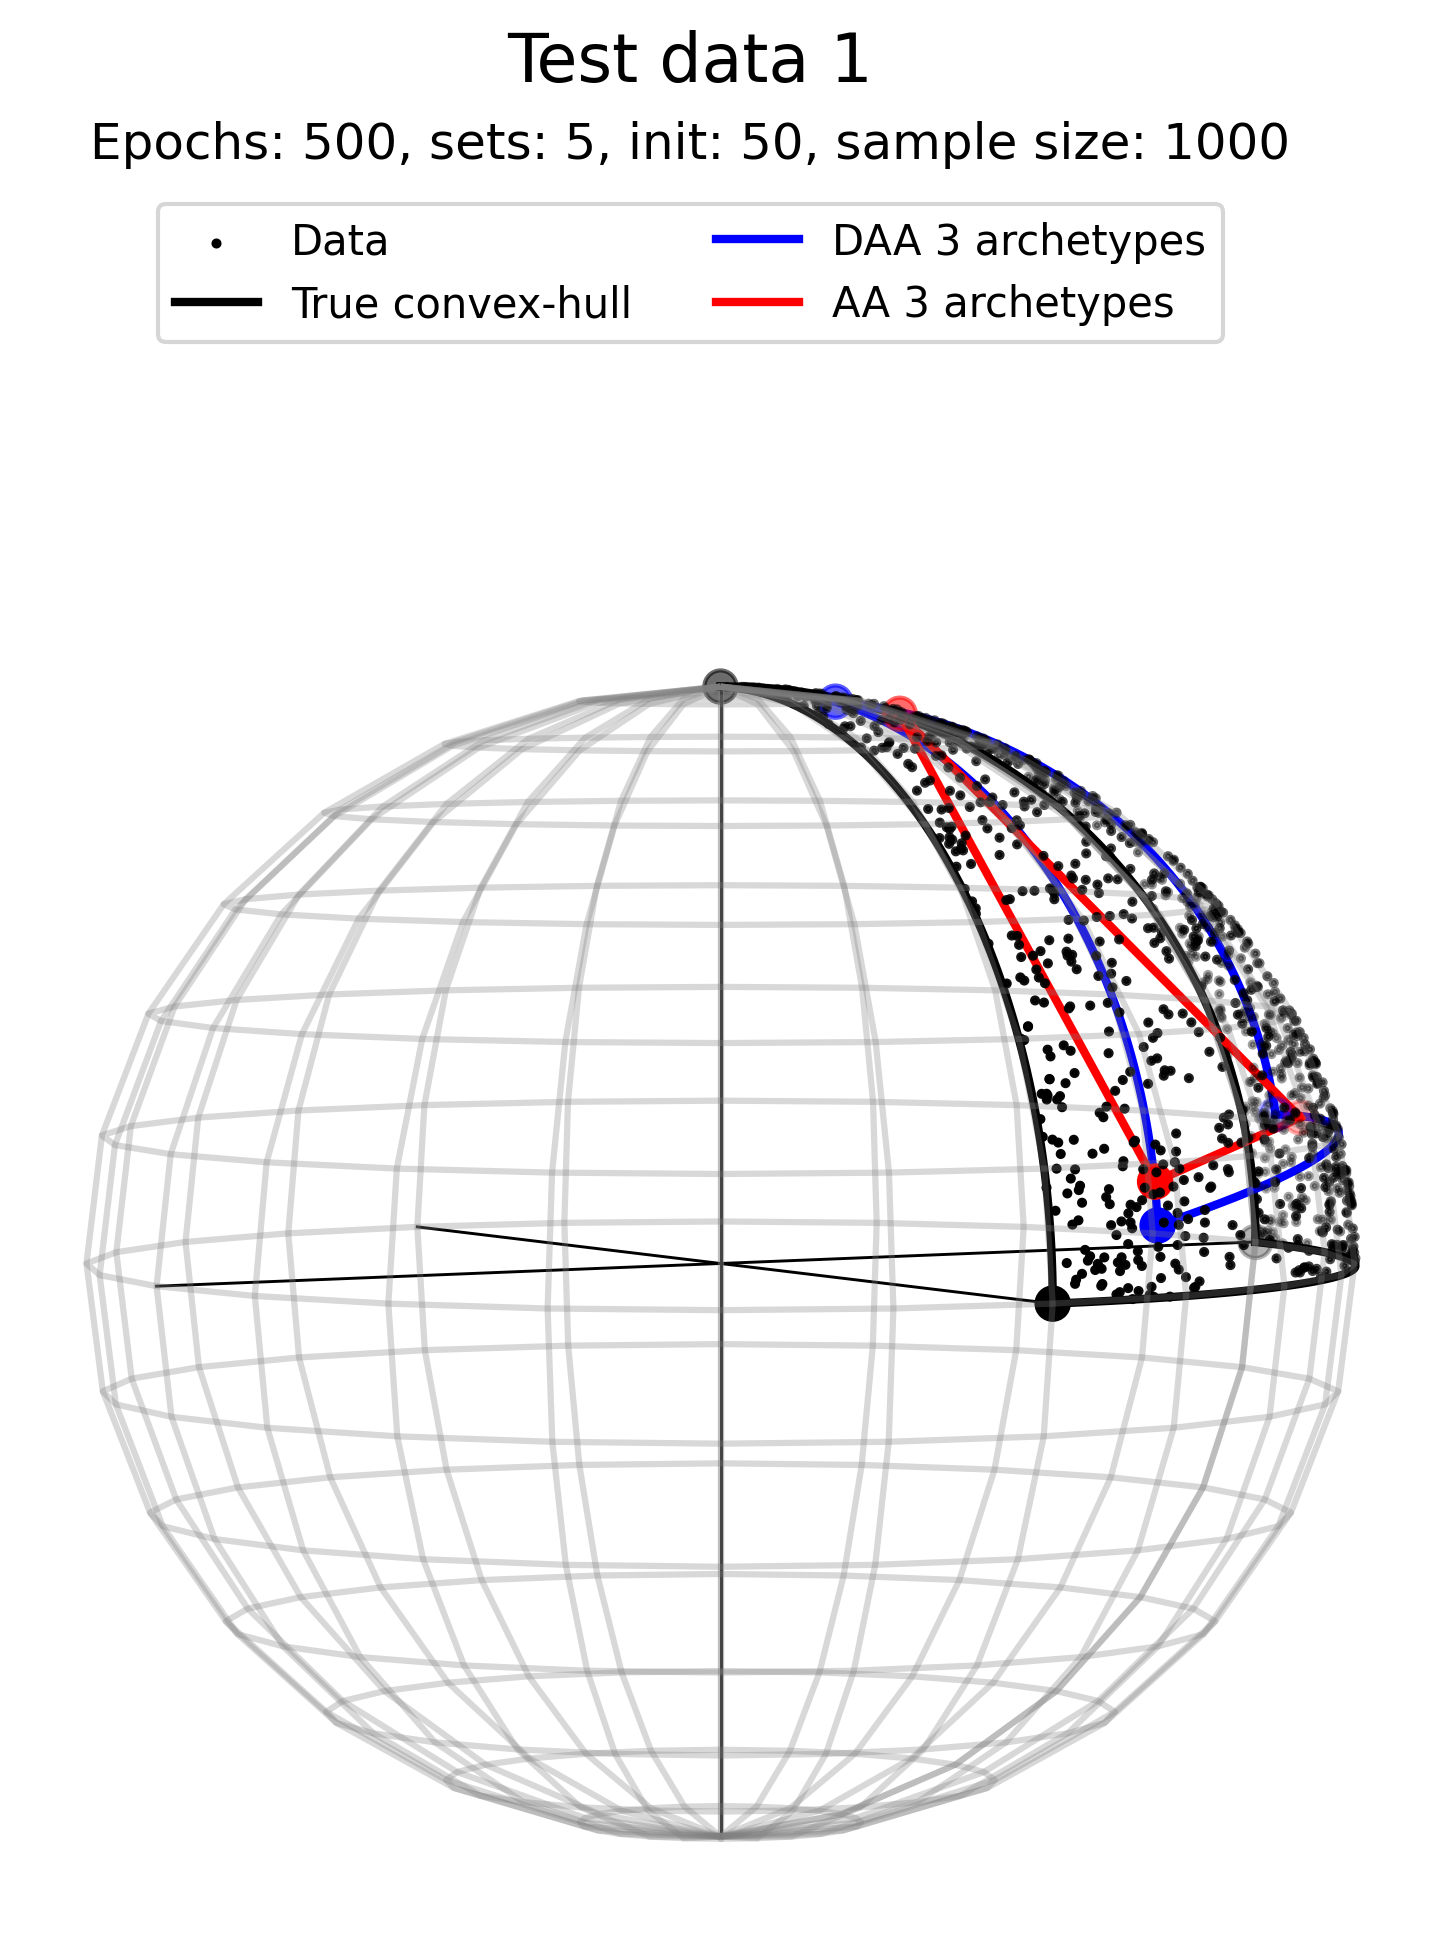 Test data 1
Epochs: 500, sets: 5, init: 50, sample size: 1000
Data
True convex-hull
DAA 3 archetypes
AA 3 archetypes